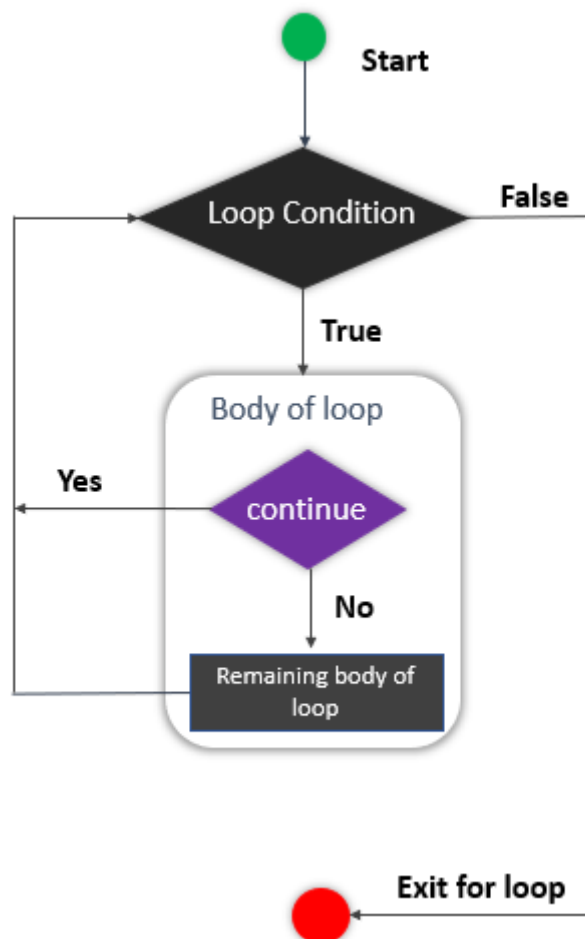 Start
Loop Condition
False
True
Body of loop
Yes
continue
No
Remaining body of
loop
Exit for loop